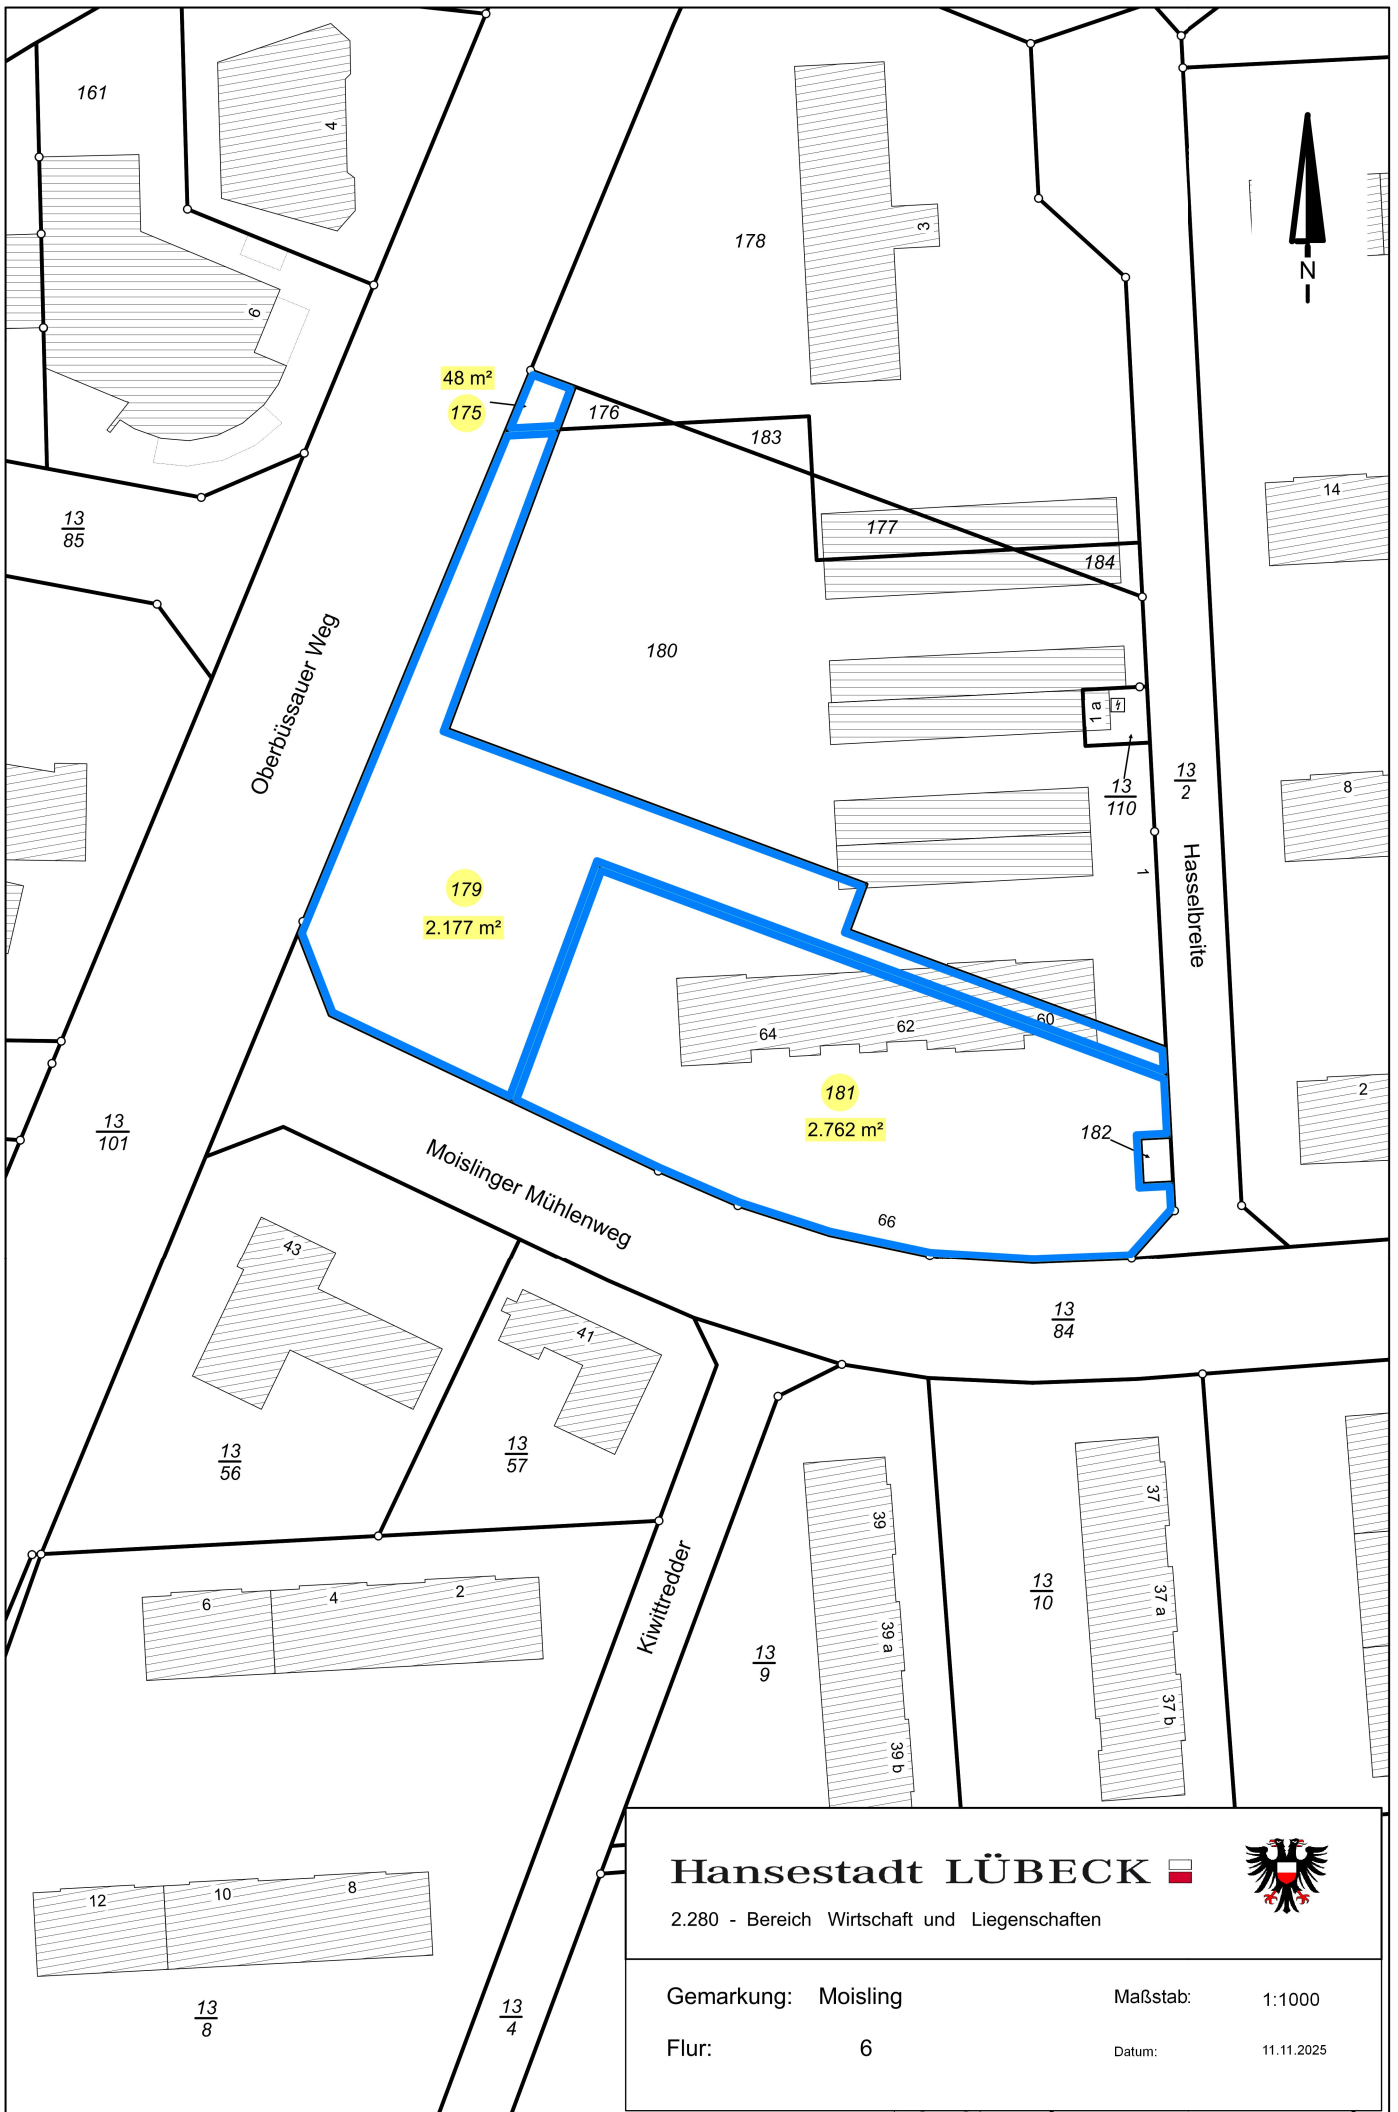 161
4
178
3
N
6
48 m²
175
176
183
13
85
177
184
14
Oberbüssauer Weg
180
1 a
13
110
13
2
8
1
Hasselbreite
179
2.177 m²
64
62
60
181
2.762 m²
182
2
13
101
Moislinger Mühlenweg
66
43
41
13
84
13
56
13
57
39
37
Kiwittredder
6
4
2
13
10
37 a
39 a
13
9
37 b
39 b
12
10
8
13
8
13
4
Hansestadt LÜBECK
2.280 - Bereich Wirtschaft und Liegenschaften
Gemarkung: Moisling
Maßstab: 1:1000
Flur: 6
Datum: 11.11.2025